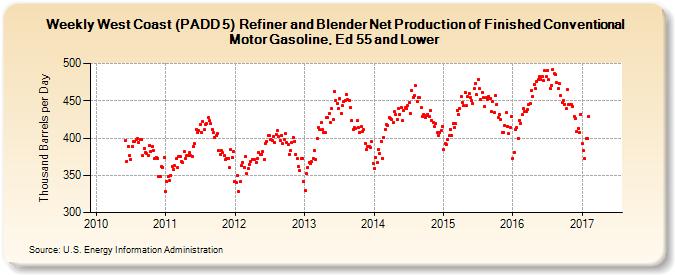 Weekly West Coast (PADD 5) Refiner and Blender Net Production of Finished Conventional
Motor Gasoline, Ed 55 and Lower
Thousand Barrels per Day
500
450
400
350
300
2010 2011 2012 2013 2014 2015 2016 2017
Source: U.S. Energy Information Administration